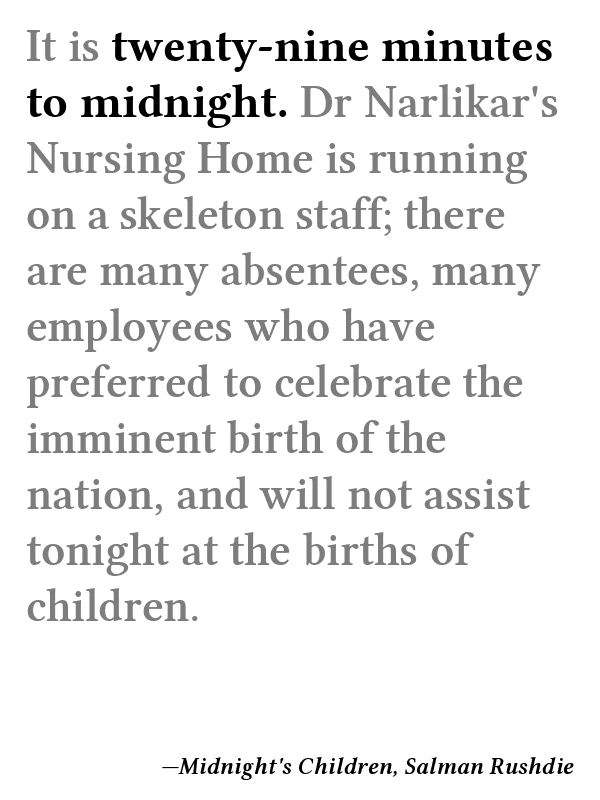 It is twenty-nine minutes
to midnight. Dr Narlikar's
Nursing Home is running
on a skeleton staff; there
are many absentees, many
employees who have
preferred to celebrate the
imminent birth of the
nation, and will not assist
tonight at the births of
children.
—Midnight's Children, Salman Rushdie